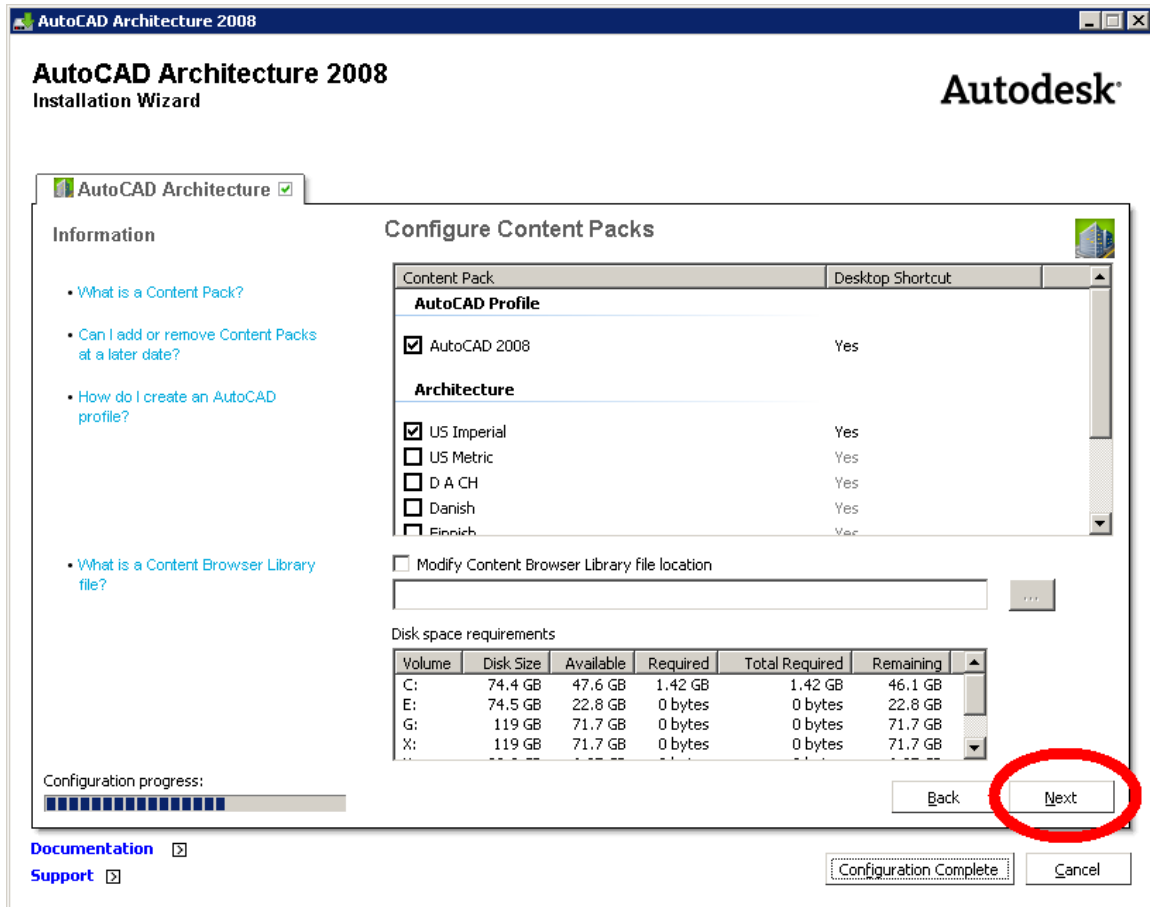 AutoCAD Architecture 2008
AutoCAD Architecture 2008
Installation Wizard
Autodesk
AutoCAD Architecture
Information
• What is a Content Pack?
• Can I add or remove Content Packs
at a later date?
• How do I create an AutoCAD
profile?
• What is a Content Browser Library
file?
Configure Content Packs
Content Pack Desktop Shortcut
AutoCAD Profile
AutoCAD 2008 Yes
Architecture
US Imperial Yes
US Metric Yes
D A CH Yes
Danish Yes
Finnish Yes
Modify Content Browser Library file location
...
Disk space requirements
Volume Disk Size Available Required Total Required Remaining
C: 74.4 GB 47.6 GB 1.42 GB 1.42 GB 46.1 GB
E: 74.5 GB 22.8 GB 0 bytes 0 bytes 22.8 GB
G: 119 GB 71.7 GB 0 bytes 0 bytes 71.7 GB
X: 119 GB 71.7 GB 0 bytes 0 bytes 71.7 GB
Configuration progress:
Back Next
Documentation
Support
Configuration Complete Cancel